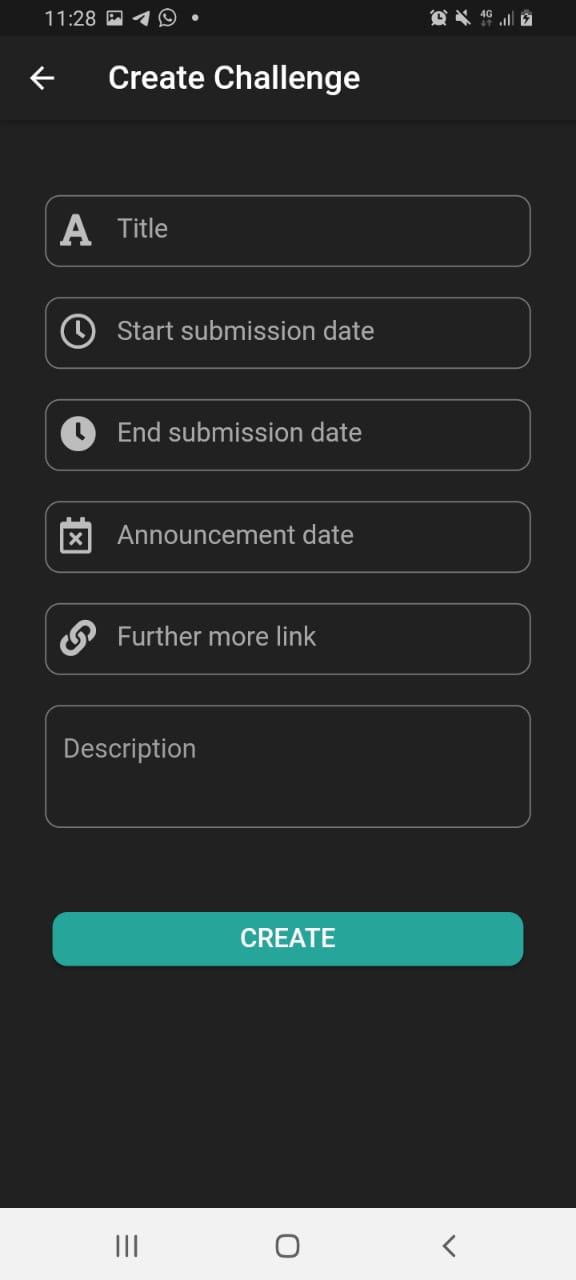 11:28
4G
Create Challenge
Title
Start submission date
End submission date
Announcement date
Further more link
Description
CREATE